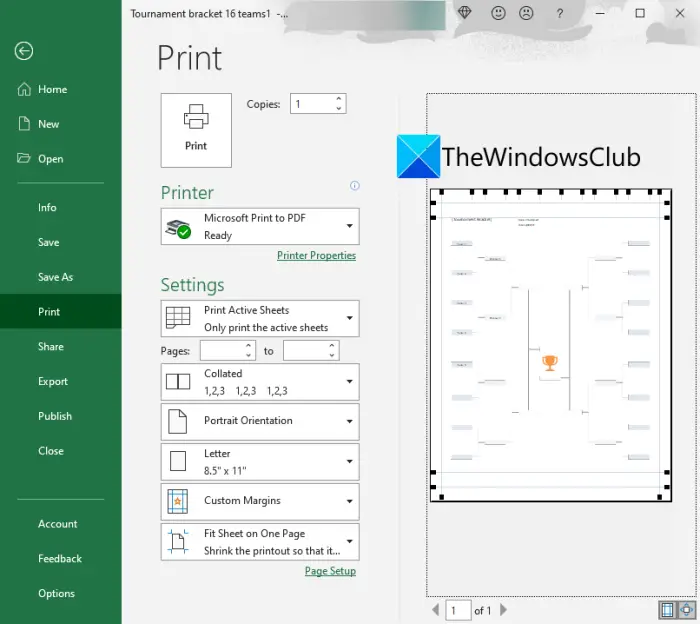 Tournament bracket 16 teams1 -...
?
Print
Home
New
Open
Info
Save
Save As
Print
Share
Export
Publish
Close
Account
Feedback
Options
Print
Copies: 1
Printer
Microsoft Print to PDF
Ready
Printer Properties
Settings
Print Active Sheets
Only print the active sheets
Pages: to
Collated
1,2,3 1,2,3 1,2,3
Portrait Orientation
Letter
8.5" x 11"
Custom Margins
Fit Sheet on One Page
Shrink the printout so that it...
Page Setup
TheWindowsClub
1 of 1